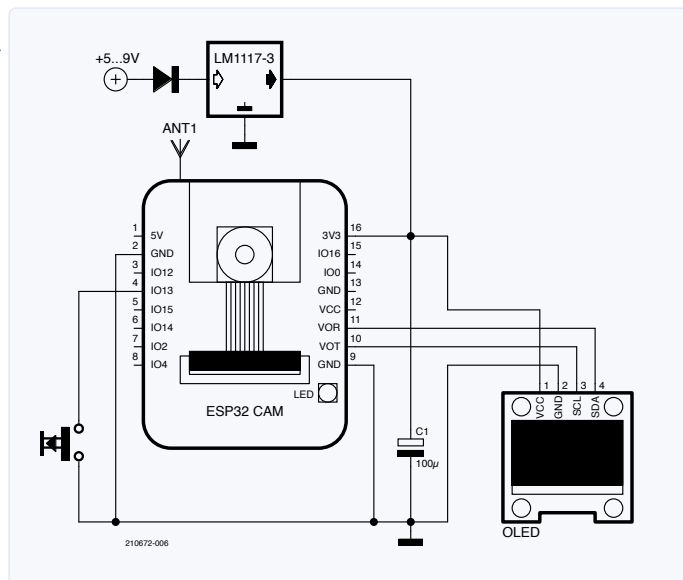 +5...9V
LM1117-3
ANT1
1 5V
2 GND
3 IO12
4 IO13
5 IO15
6 IO14
7 IO2
8 IO4
3V3 16
IO16 15
IO0 14
GND 13
VCC 12
VOR 11
VOT 10
GND 9
LED
ESP32 CAM
C1
100µ
1 2 3 4
VCC
GND
SCL
SDA
OLED
210672-006